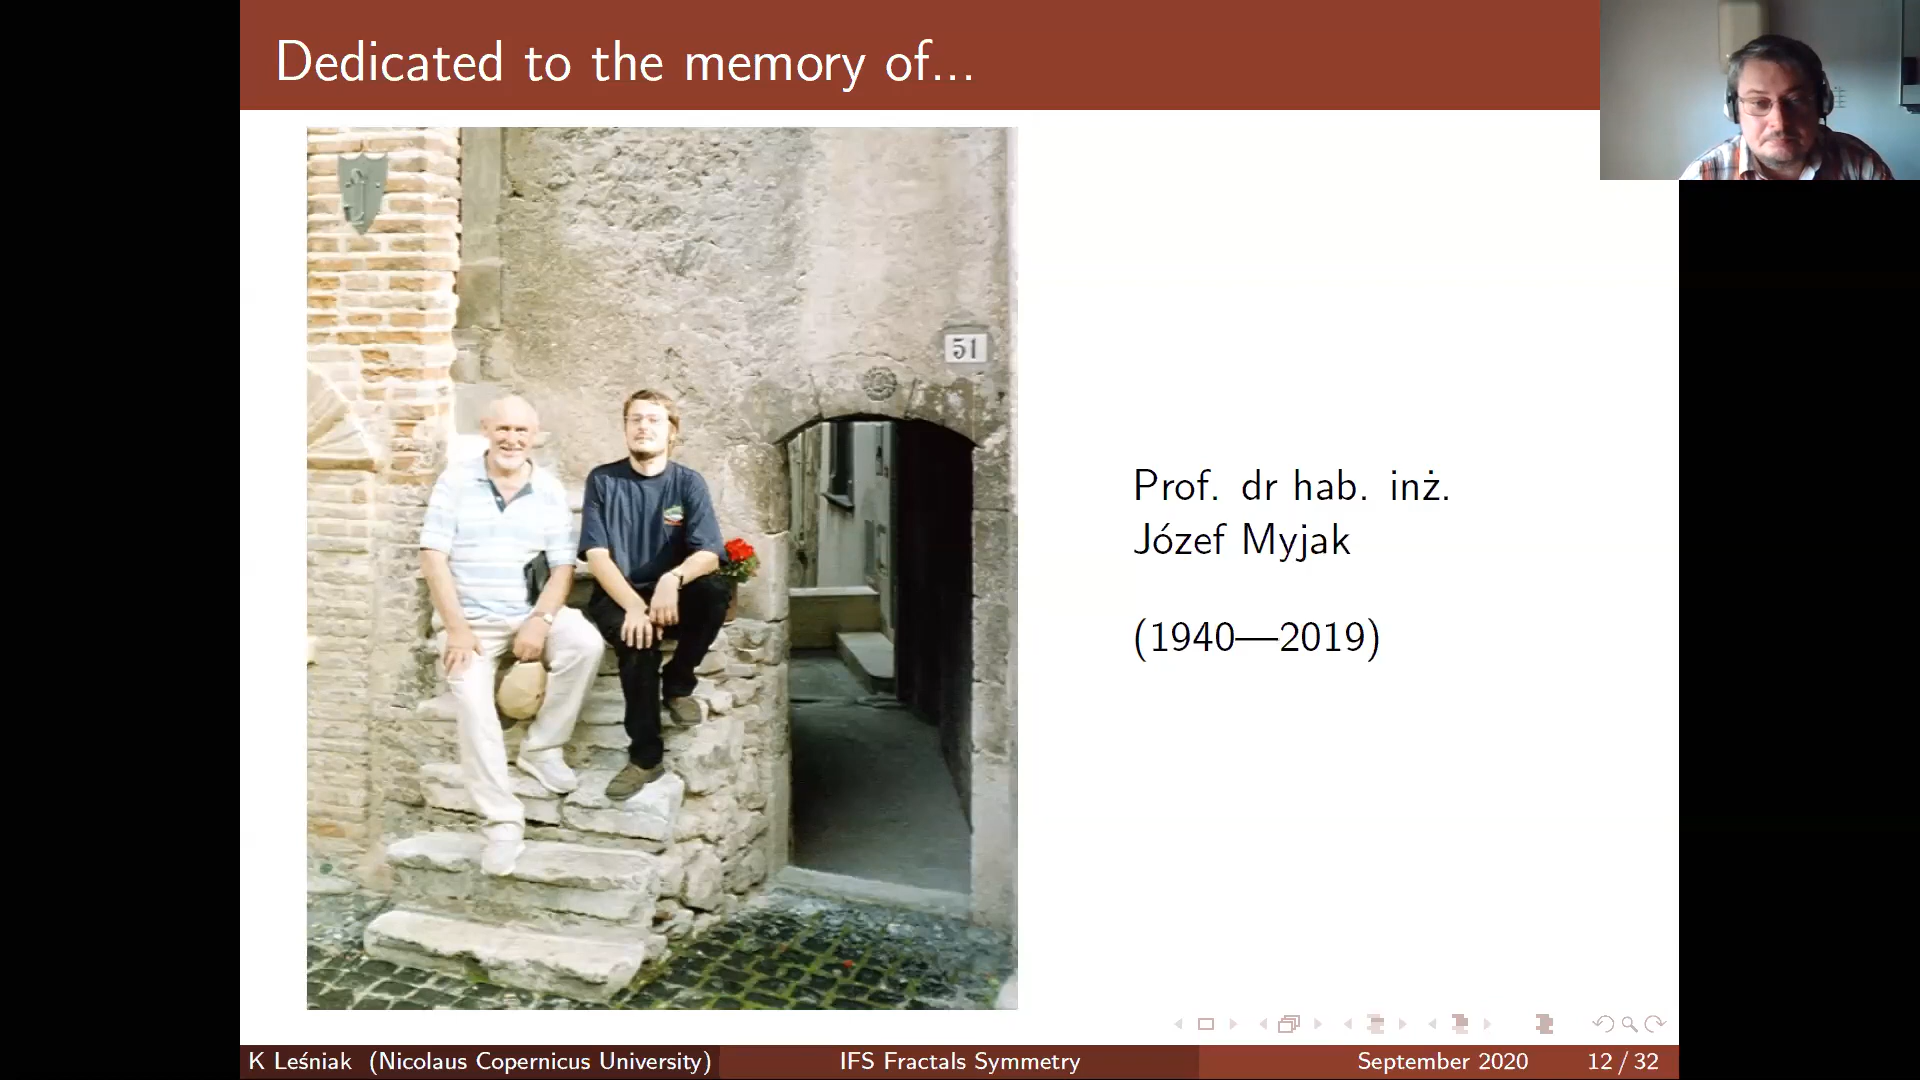 Dedicated to the memory of...
51
Prof. dr hab. inż.
Józef Myjak
(1940—2019)
K Leśniak (Nicolaus Copernicus University)
IFS Fractals Symmetry
September 2020
12 / 32